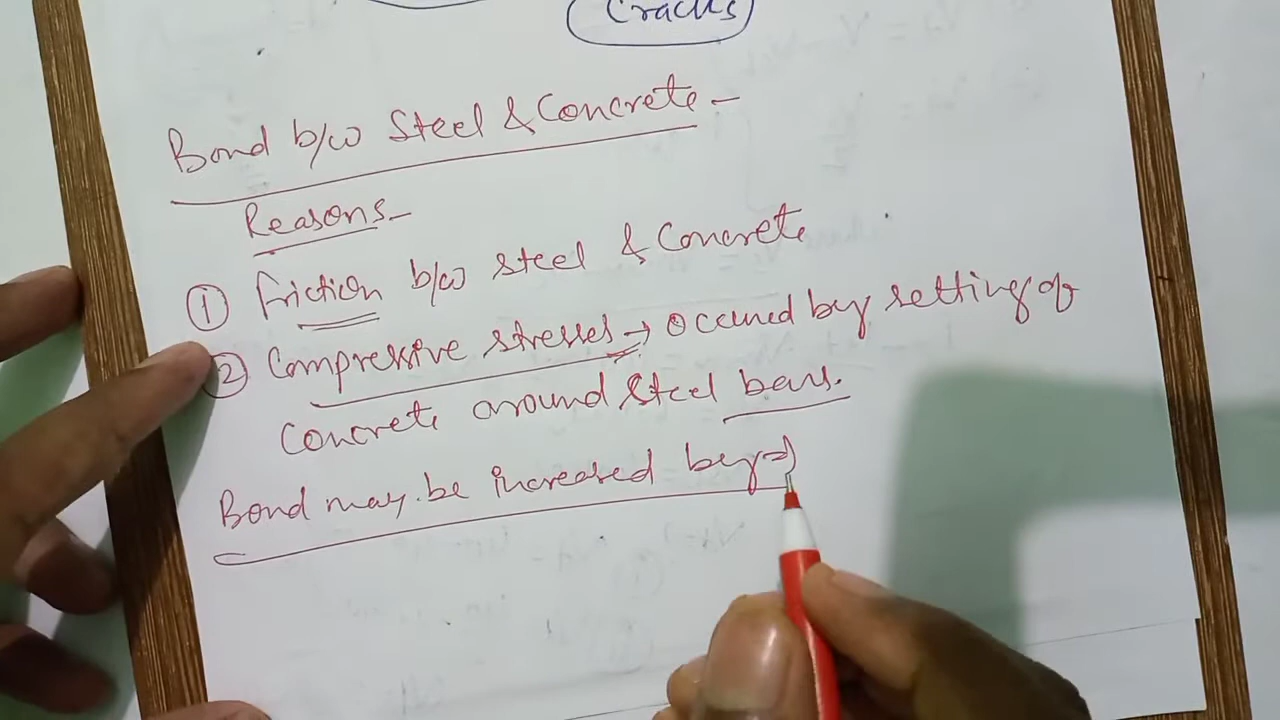 Cracks
Bond b/w Steel & Concrete -
Reasons -
① Friction b/w steel & Concrete
② Compressive stresses → Occured by setting of
Concrete around steel bars.
Bond may be increased by ⇒